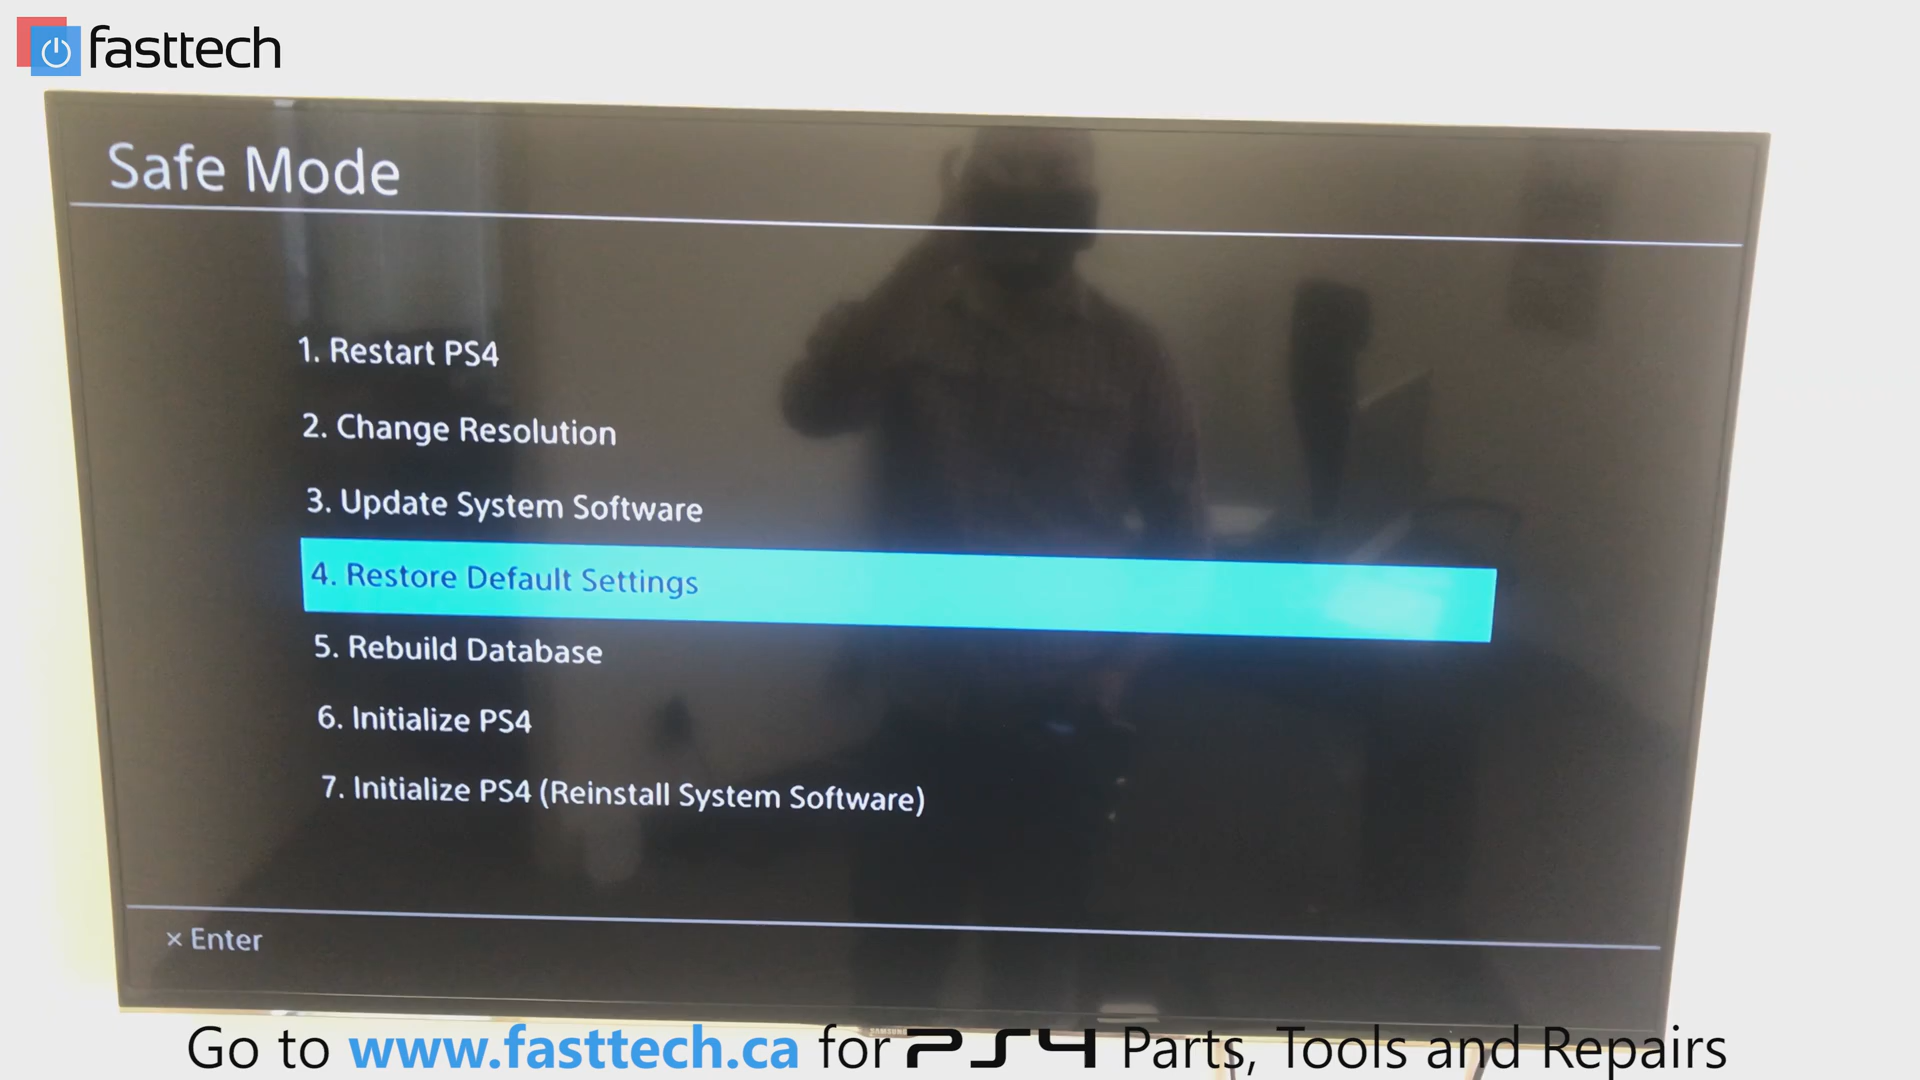 fasttech
Safe Mode
1. Restart PS4
2. Change Resolution
3. Update System Software
4. Restore Default Settings
5. Rebuild Database
6. Initialize PS4
7. Initialize PS4 (Reinstall System Software)
× Enter
SAMSUNG
Go to www.fasttech.ca for PS4 Parts, Tools and Repairs